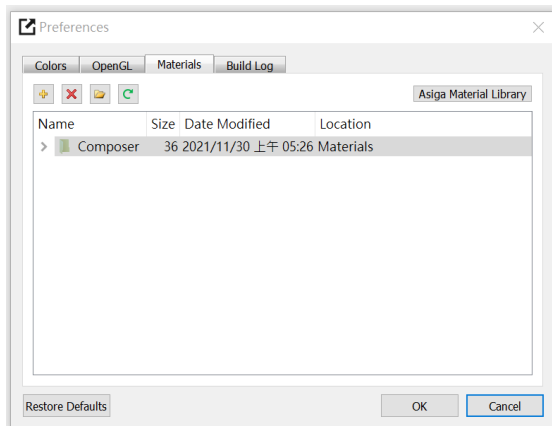 Preferences
Colors OpenGL Materials Build Log
Asiga Material Library
Name Size Date Modified Location
Composer 36 2021/11/30 上午 05:26 Materials
Restore Defaults OK Cancel